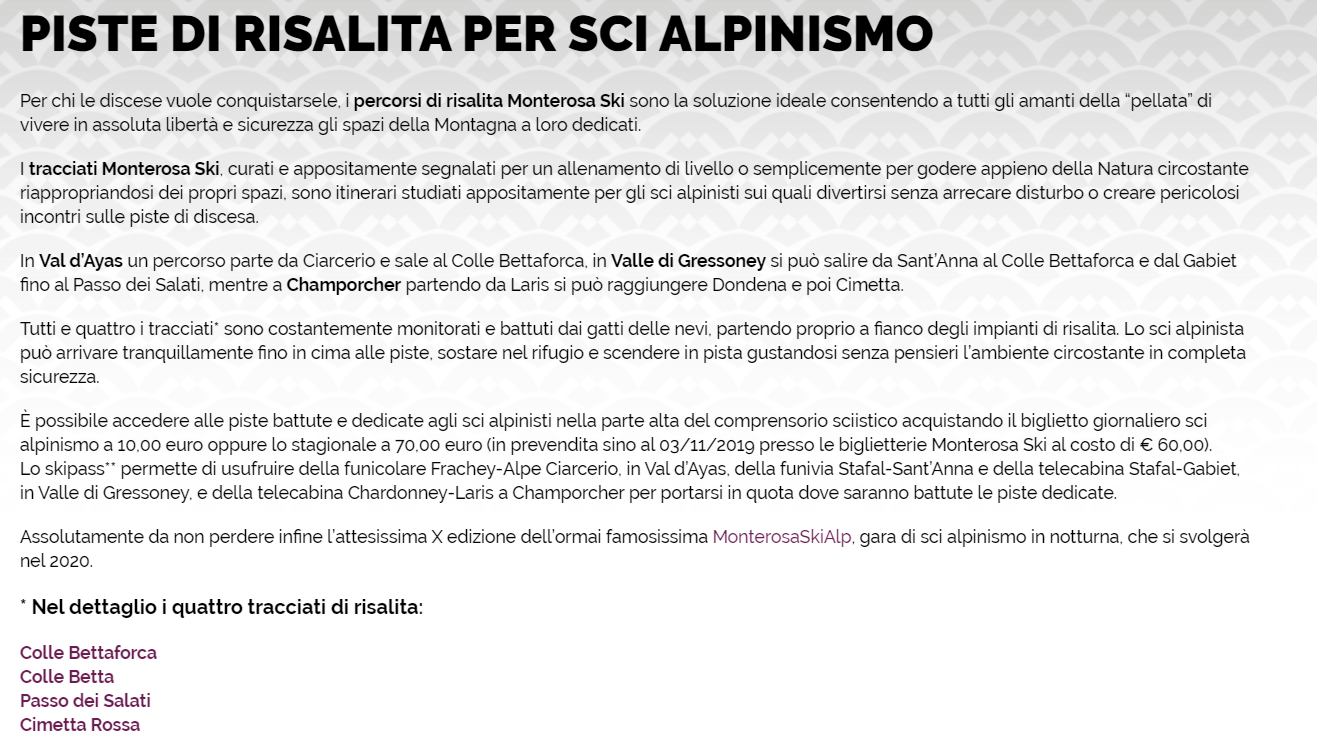 PISTE DI RISALITA PER SCI ALPINISMO
Per chi le discese vuole conquistarsele, i percorsi di risalita Monterosa Ski sono la soluzione ideale consentendo a tutti gli amanti della “pellata” di
vivere in assoluta libertà e sicurezza gli spazi della Montagna a loro dedicati.
I tracciati Monterosa Ski, curati e appositamente segnalati per un allenamento di livello o semplicemente per godere appieno della Natura circostante
riappropriandosi dei propri spazi, sono itinerari studiati appositamente per gli sci alpinisti sui quali divertirsi senza arrecare disturbo o creare pericolosi
incontri sulle piste di discesa.
In Val d’Ayas un percorso parte da Ciarcerio e sale al Colle Bettaforca, in Valle di Gressoney si può salire da Sant’Anna al Colle Bettaforca e dal Gabiet
fino al Passo dei Salati, mentre a Champorcher partendo da Laris si può raggiungere Dondena e poi Cimetta.
Tutti e quattro i tracciati* sono costantemente monitorati e battuti dai gatti delle nevi, partendo proprio a fianco degli impianti di risalita. Lo sci alpinista
può arrivare tranquillamente fino in cima alle piste, sostare nel rifugio e scendere in pista gustandosi senza pensieri l’ambiente circostante in completa
sicurezza.
È possibile accedere alle piste battute e dedicate agli sci alpinisti nella parte alta del comprensorio sciistico acquistando il biglietto giornaliero sci
alpinismo a 10,00 euro oppure lo stagionale a 70,00 euro (in prevendita sino al 03/11/2019 presso le biglietterie Monterosa Ski al costo di € 60,00).
Lo skipass** permette di usufruire della funicolare Frachey-Alpe Ciarcerio, in Val d’Ayas, della funivia Stafal-Sant’Anna e della telecabina Stafal-Gabiet,
in Valle di Gressoney, e della telecabina Chardonney-Laris a Champorcher per portarsi in quota dove saranno battute le piste dedicate.
Assolutamente da non perdere infine l’attesissima X edizione dell’ormai famosissima MonterosaSkiAlp, gara di sci alpinismo in notturna, che si svolgerà
nel 2020.
* Nel dettaglio i quattro tracciati di risalita:
Colle Bettaforca
Colle Betta
Passo dei Salati
Cimetta Rossa